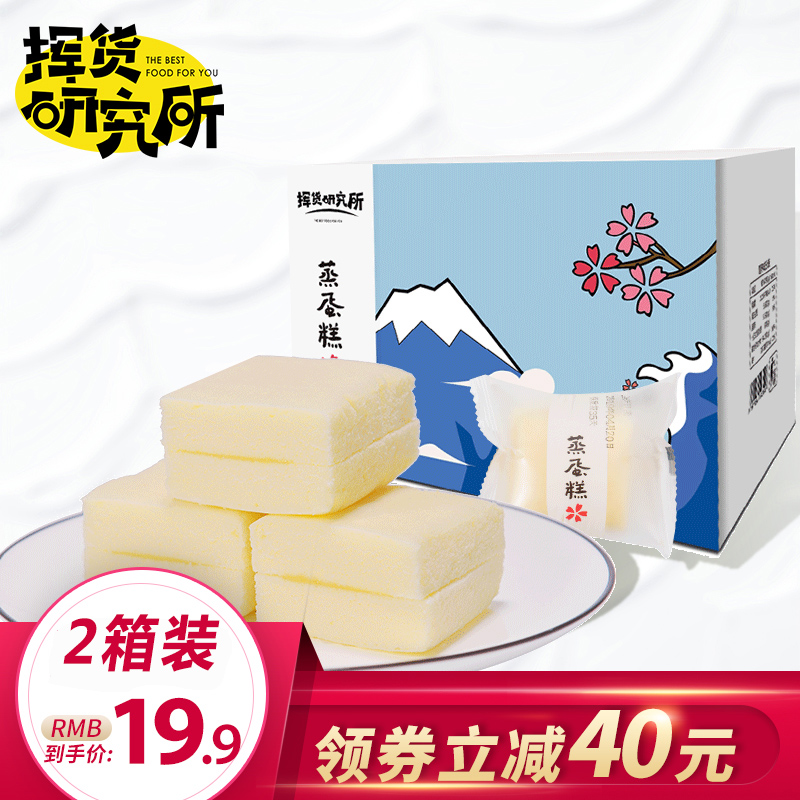 挥货
研究所
THE BEST
FOOD FOR YOU
挥货研究所
蒸蛋糕
蒸蛋糕
2箱装
RMB
到手价:
19.9
领券立减40元